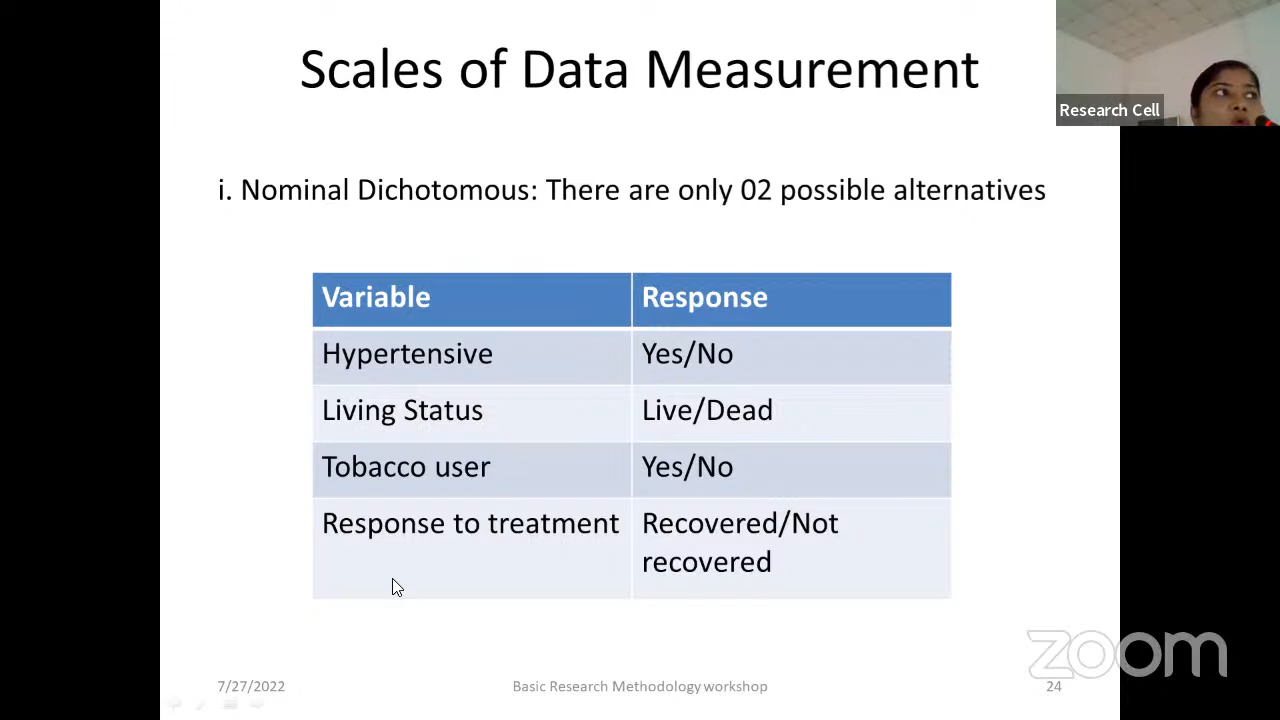 Scales of Data Measurement
Research Cell
i. Nominal Dichotomous: There are only 02 possible alternatives
Variable Response
Hypertensive Yes/No
Living Status Live/Dead
Tobacco user Yes/No
Response to treatment Recovered/Not
recovered
zoom
7/27/2022 Basic Research Methodology workshop 24